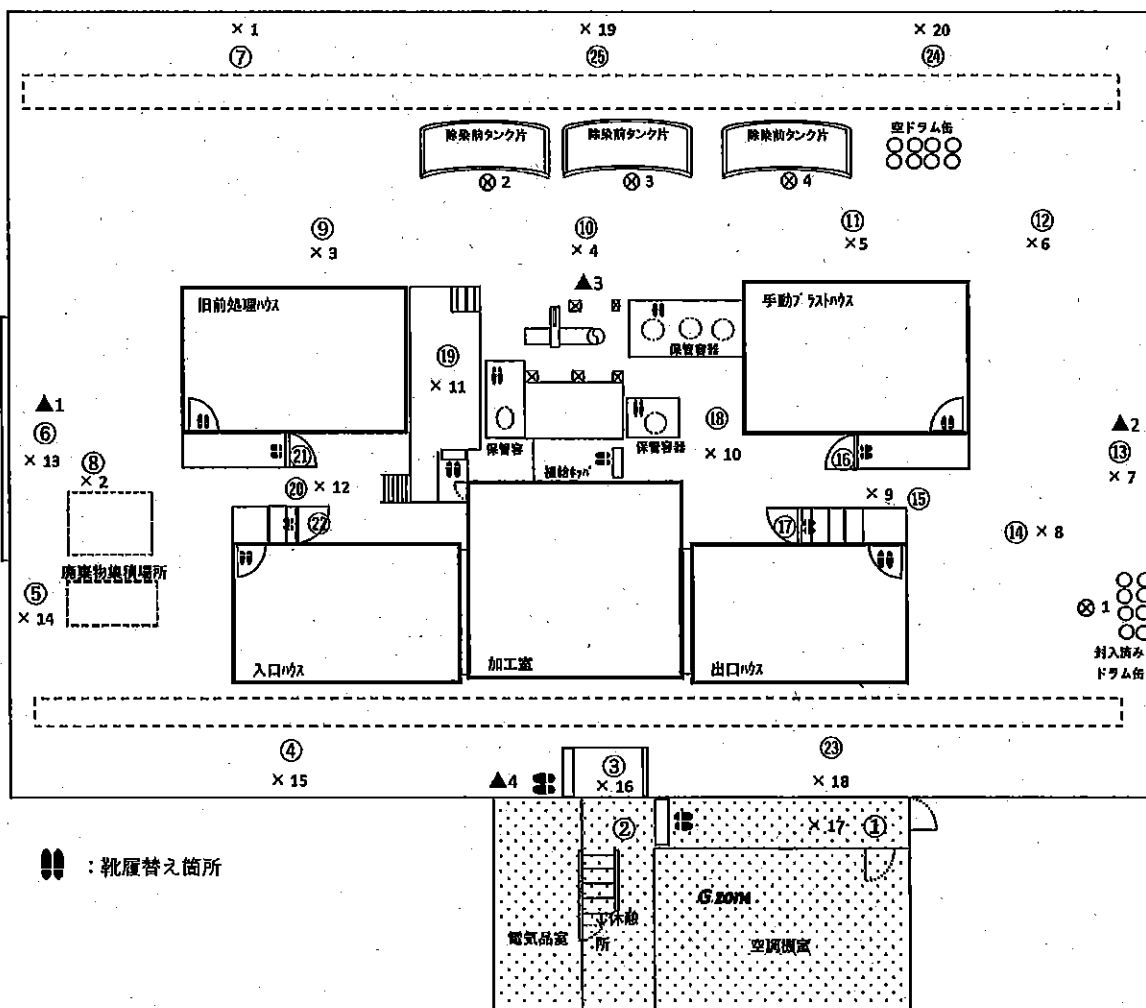 × 1
× 19
× 20
⑦
㉕
㉔
除染前タンク片
除染前タンク片
除染前タンク片
空ドラム缶
⊗ 2
⊗ 3
⊗ 4
⑨
⑩
⑪
⑫
× 3
× 4
× 5
× 6
▲3
旧前処理ハウス
手動ブラストハウス
保管容器
⑲
× 11
▲1
⑥
× 13
⑧
× 2
⑱
× 10
保管容
保管容器
▲2
⑬
× 7
㉑
⑯
⑳
× 12
× 9
⑮
㉒
⑰
⑭
× 8
廃棄物集積場所
⑤
× 14
⊗ 1
封入済み
ドラム缶
入口ハウス
加工室
出口ハウス
④
③
㉓
× 15
▲4
× 16
× 18
②
× 17
①
:靴履替え箇所
G zone
休憩
所
電気品室
空調機室